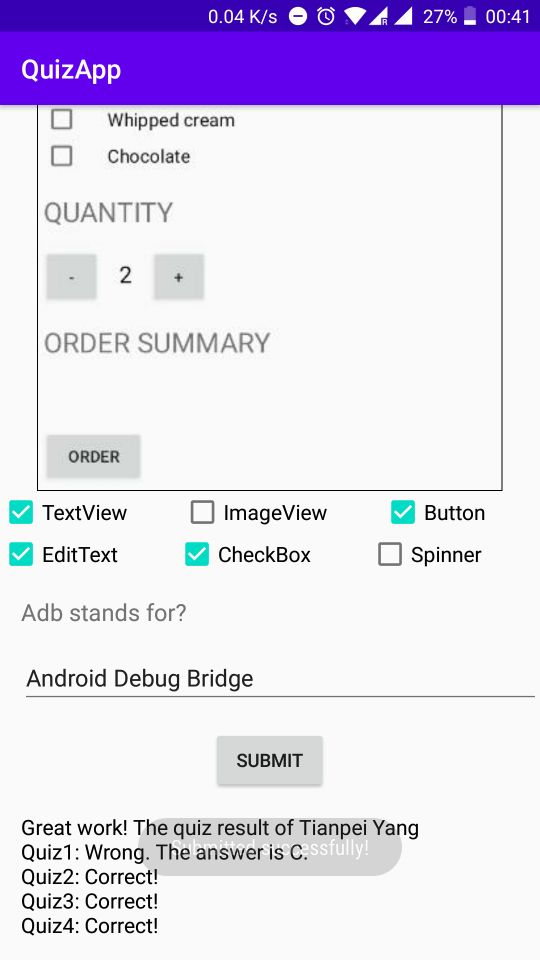 0.04 K/s 27% 00:41
QuizApp
Whipped cream
Chocolate
QUANTITY
- 2 +
ORDER SUMMARY
ORDER
TextView ImageView Button
EditText CheckBox Spinner
Adb stands for?
Android Debug Bridge
SUBMIT
Great work! The quiz result of Tianpei Yang
Submitted successfully!
Quiz1: Wrong. The answer is C.
Quiz2: Correct!
Quiz3: Correct!
Quiz4: Correct!